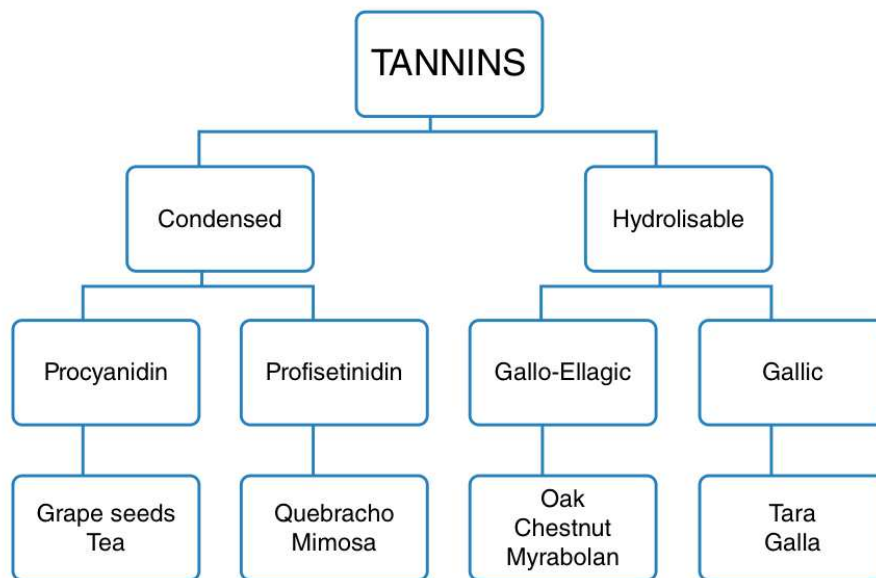 TANNINS
Condensed
Hydrolisable
Procyanidin
Profisetinidin
Gallo-Ellagic
Gallic
Grape seeds
Tea
Quebracho
Mimosa
Oak
Chestnut
Myrabolan
Tara
Galla